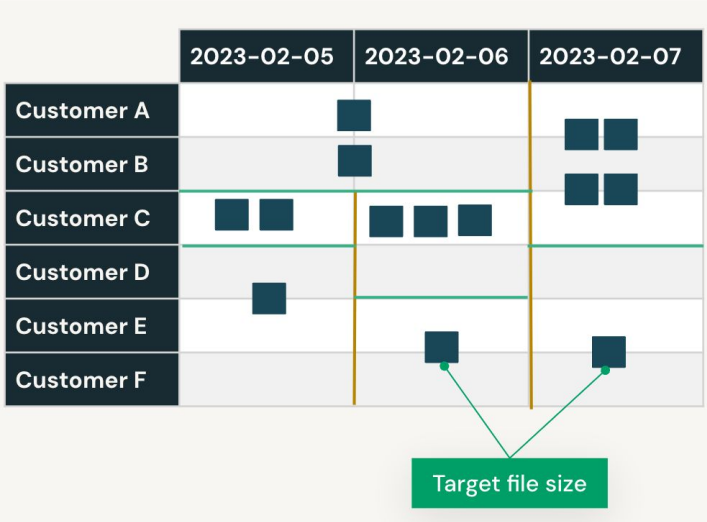 2023-02-05 2023-02-06 2023-02-07
Customer A
Customer B
Customer C
Customer D
Customer E
Customer F
Target file size